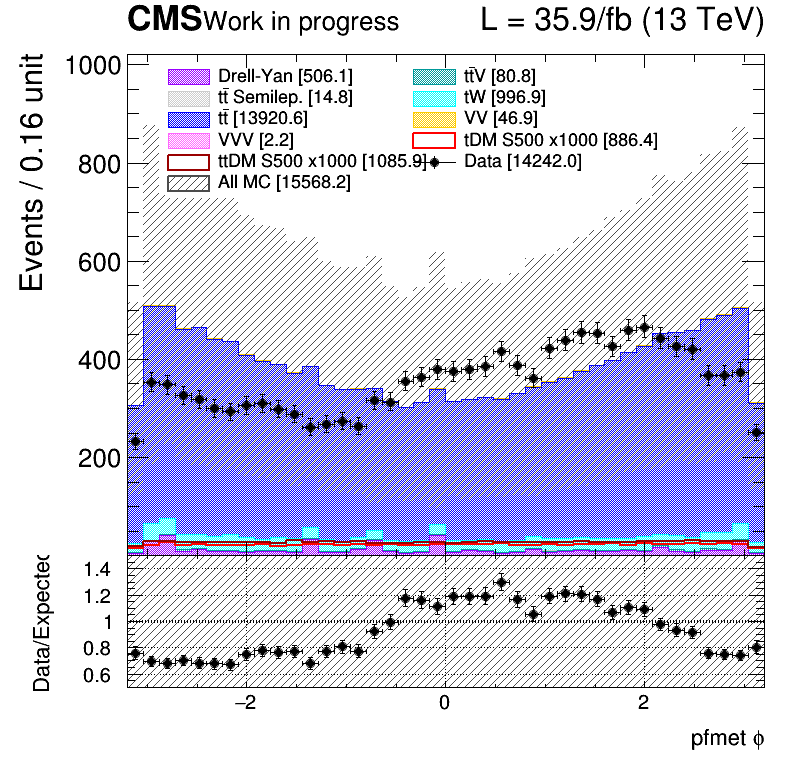 CMS Work in progress L = 35.9/fb (13 TeV)
Events / 0.16 unit
1000
800
600
400
200
Drell-Yan [506.1] tt̄V [80.8]
tt̄ Semilep. [14.8] tW [996.9]
tt̄ [13920.6] VV [46.9]
VVV [2.2] tDM S500 x1000 [886.4]
ttDM S500 x1000 [1085.9] Data [14242.0]
All MC [15568.2]
Data/Expected
1.4
1.2
1
0.8
0.6
−2 0 2
pfmet ϕ